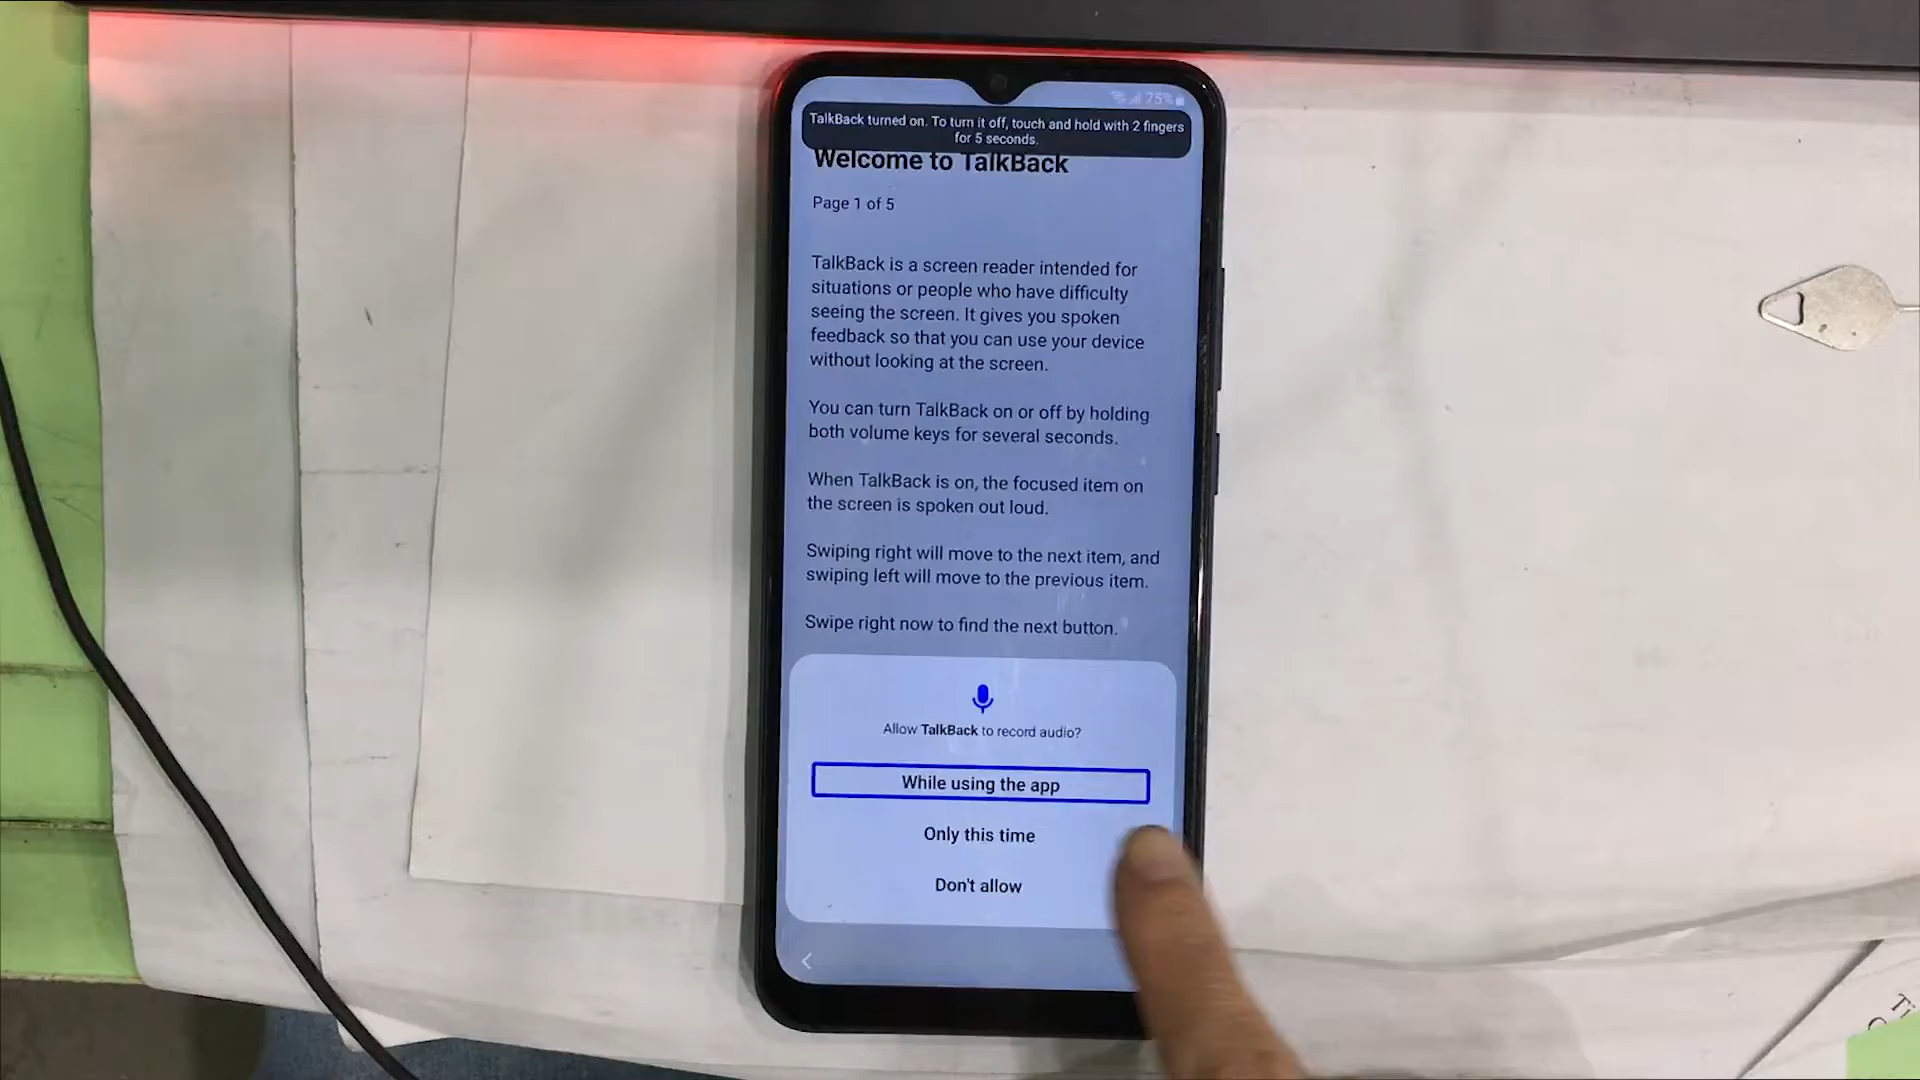 75%
TalkBack turned on. To turn it off, touch and hold with 2 fingers
for 5 seconds.
Welcome to TalkBack
Page 1 of 5
TalkBack is a screen reader intended for
situations or people who have difficulty
seeing the screen. It gives you spoken
feedback so that you can use your device
without looking at the screen.
You can turn TalkBack on or off by holding
both volume keys for several seconds.
When TalkBack is on, the focused item on
the screen is spoken out loud.
Swiping right will move to the next item, and
swiping left will move to the previous item.
Swipe right now to find the next button.
Allow TalkBack to record audio?
While using the app
Only this time
Don't allow